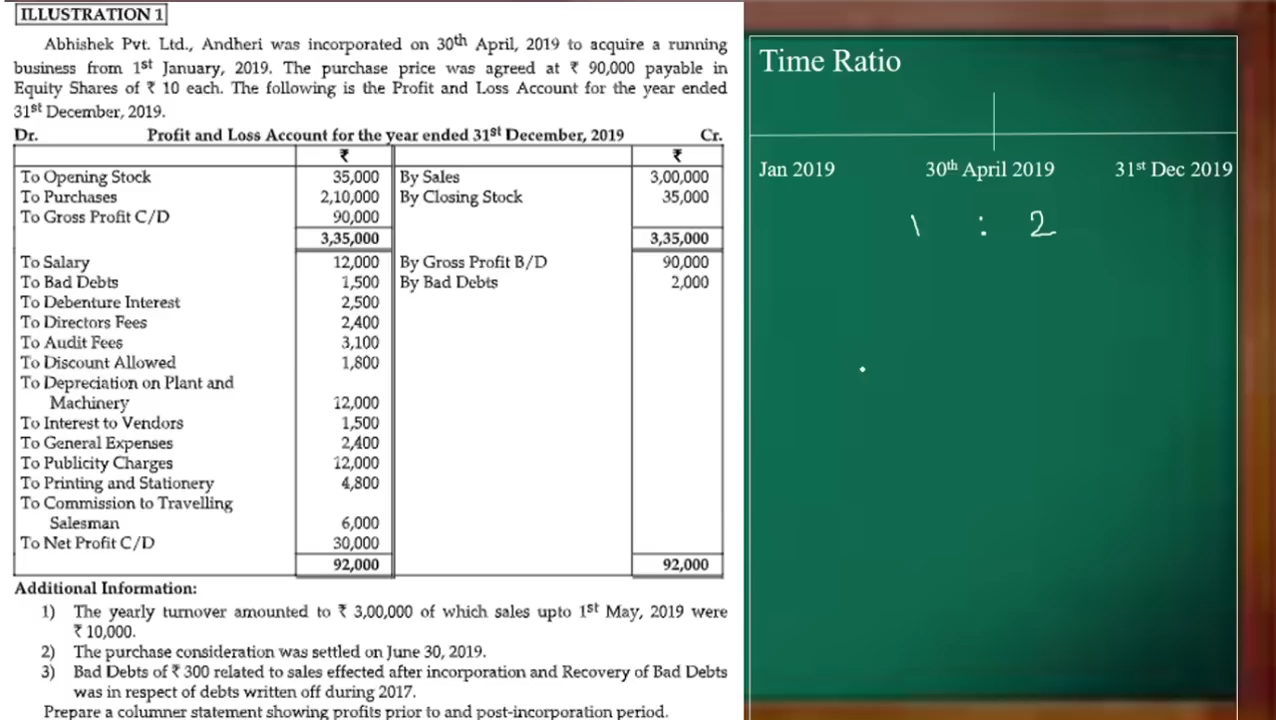 ILLUSTRATION 1
Abhishek Pvt. Ltd., Andheri was incorporated on 30th April, 2019 to acquire a running
business from 1st January, 2019. The purchase price was agreed at ₹ 90,000 payable in
Equity Shares of ₹ 10 each. The following is the Profit and Loss Account for the year ended
31st December, 2019.
Dr. Profit and Loss Account for the year ended 31st December, 2019 Cr.
₹ ₹
To Opening Stock 35,000 By Sales 3,00,000
To Purchases 2,10,000 By Closing Stock 35,000
To Gross Profit C/D 90,000
3,35,000 3,35,000
To Salary 12,000 By Gross Profit B/D 90,000
To Bad Debts 1,500 By Bad Debts 2,000
To Debenture Interest 2,500
To Directors Fees 2,400
To Audit Fees 3,100
To Discount Allowed 1,800
To Depreciation on Plant and
Machinery 12,000
To Interest to Vendors 1,500
To General Expenses 2,400
To Publicity Charges 12,000
To Printing and Stationery 4,800
To Commission to Travelling
Salesman 6,000
To Net Profit C/D 30,000
92,000 92,000
Additional Information:
1) The yearly turnover amounted to ₹ 3,00,000 of which sales upto 1st May, 2019 were
₹ 10,000.
2) The purchase consideration was settled on June 30, 2019.
3) Bad Debts of ₹ 300 related to sales effected after incorporation and Recovery of Bad Debts
was in respect of debts written off during 2017.
Prepare a columner statement showing profits prior to and post-incorporation period.
Time Ratio
Jan 2019 30th April 2019 31st Dec 2019
1 : 2